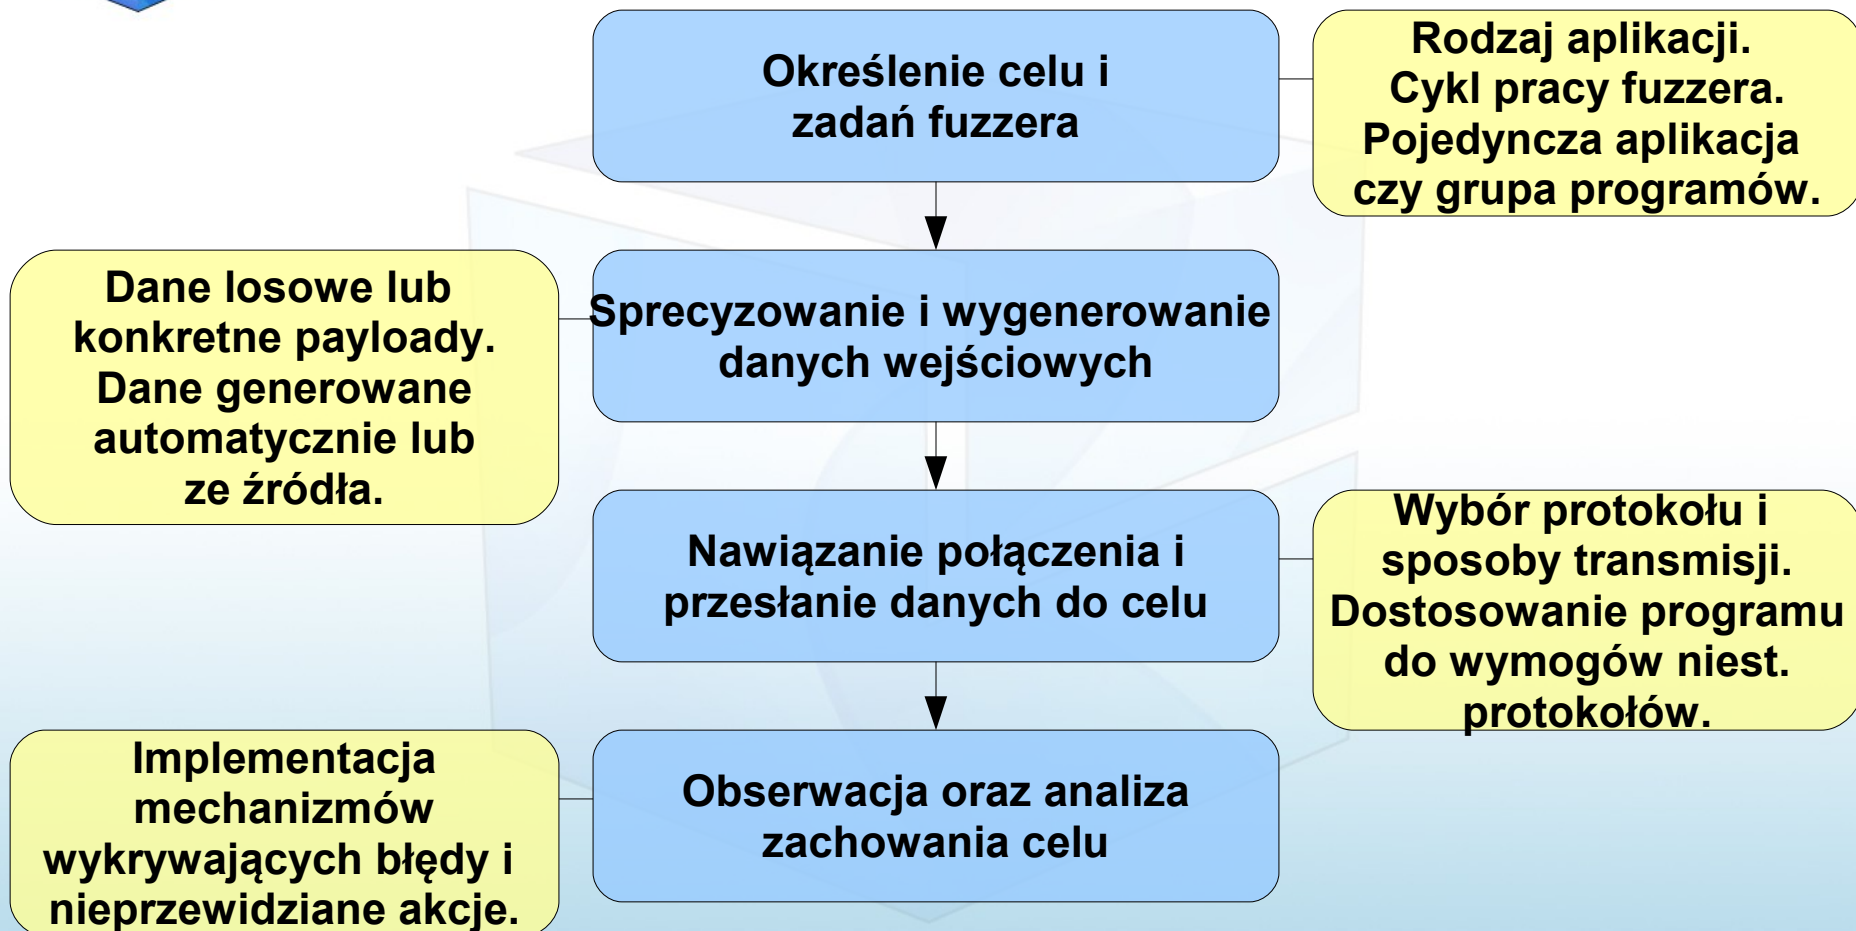 Określenie celu i
zadań fuzzera
Rodzaj aplikacji.
Cykl pracy fuzzera.
Pojedyncza aplikacja
czy grupa programów.
Dane losowe lub
konkretne payloady.
Dane generowane
automatycznie lub
ze źródła.
Sprecyzowanie i wygenerowanie
danych wejściowych
Nawiązanie połączenia i
przesłanie danych do celu
Wybór protokołu i
sposoby transmisji.
Dostosowanie programu
do wymogów niest.
protokołów.
Implementacja
mechanizmów
wykrywających błędy i
nieprzewidziane akcje.
Obserwacja oraz analiza
zachowania celu